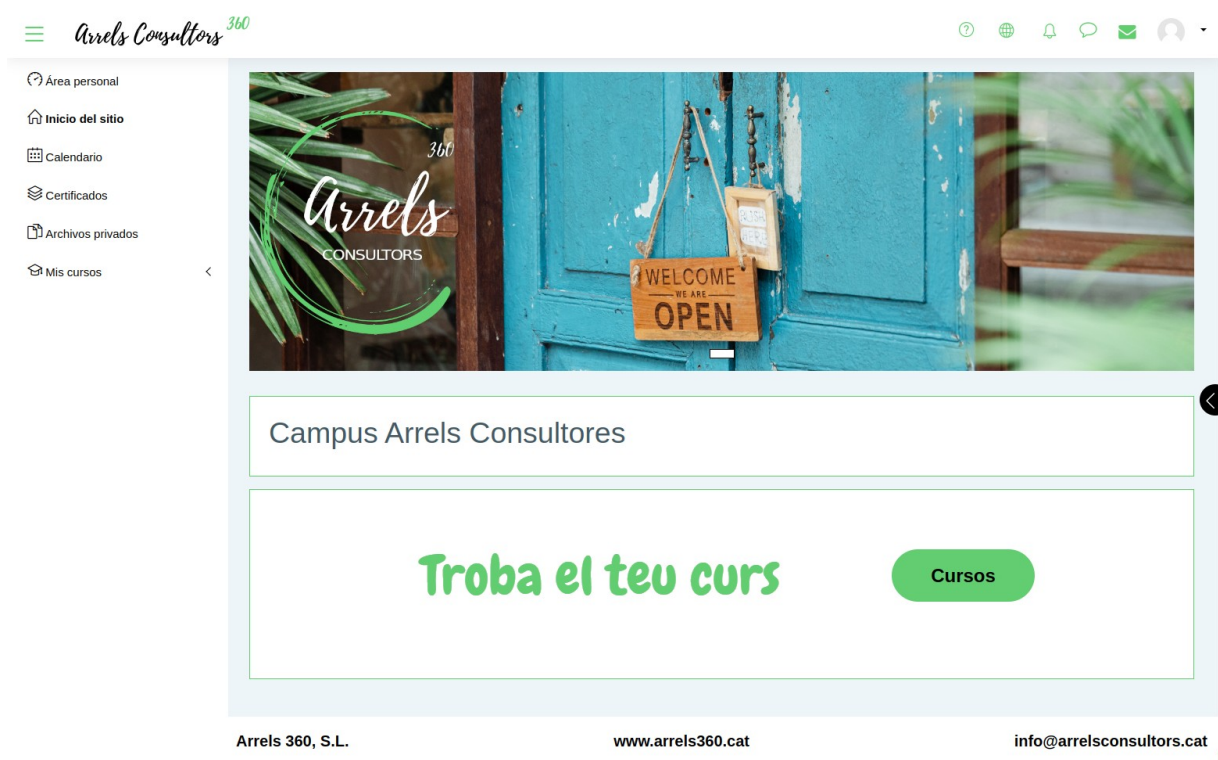 Arrels Consultors 360
Área personal
Inicio del sitio
Calendario
Certificados
Archivos privados
Mis cursos
360
Arrels
CONSULTORS
WELCOME
WE ARE
OPEN
Campus Arrels Consultores
Troba el teu curs
Cursos
Arrels 360, S.L.
www.arrels360.cat
info@arrelsconsultors.cat